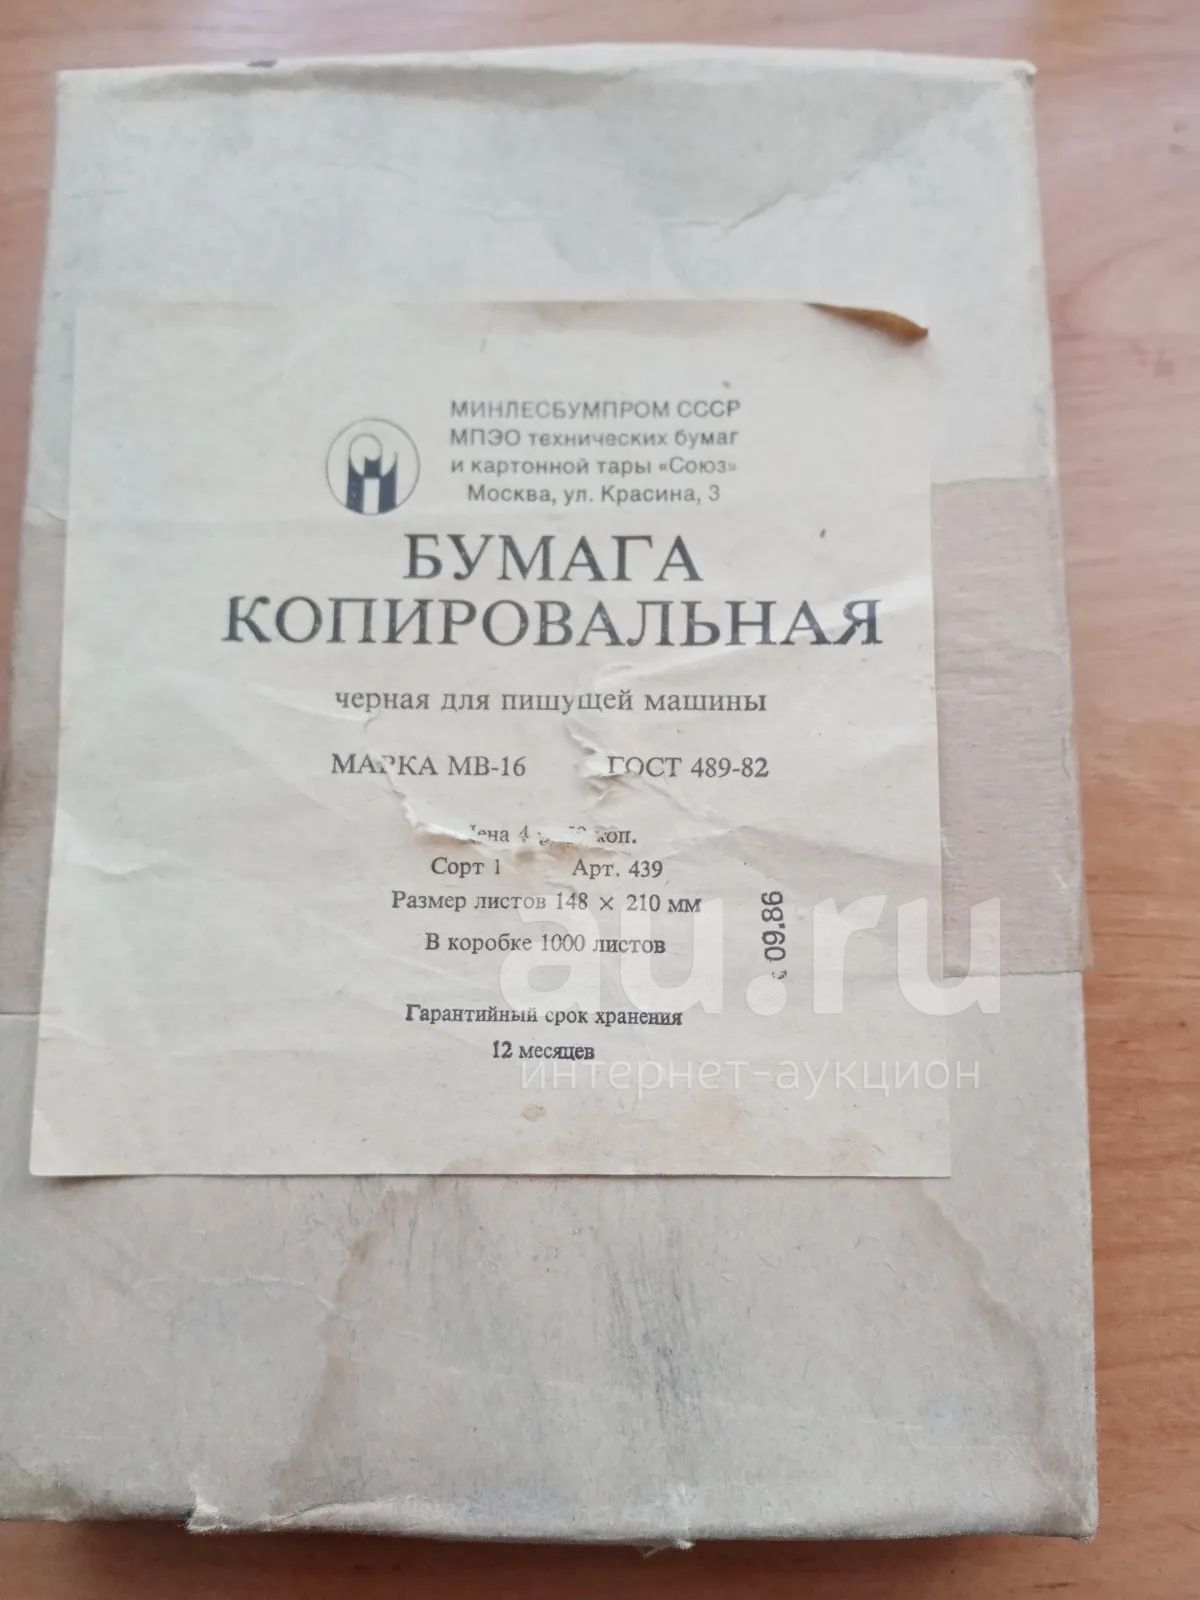 МИНЛЕСБУМПРОМ СССР
МПЭО технических бумаг
и картонной тары «Союз»
Москва, ул. Красина, 3
БУМАГА
КОПИРОВАЛЬНАЯ
черная для пишущей машины
МАРКА МВ-16 ГОСТ 489-82
4 коп.
Сорт 1 Арт. 439
Размер листов 148 × 210 мм
В коробке 1000 листов
09.86
Гарантийный срок хранения
12 месяцев
au.ru
интернет-аукцион